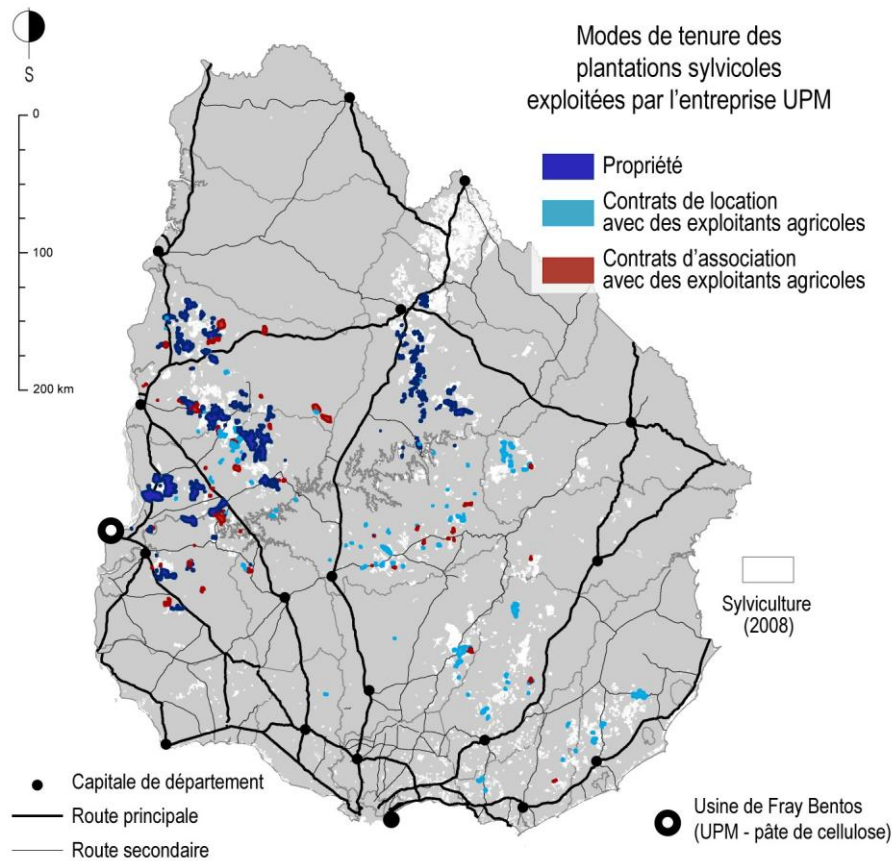 Modes de tenure des
plantations sylvicoles
exploitées par l'entreprise UPM
S
0
100
200 km
Propriété
Contrats de location
avec des exploitants agricoles
Contrats d'association
avec des exploitants agricoles
Sylviculture
(2008)
Capitale de département
Route principale
Route secondaire
Usine de Fray Bentos
(UPM - pâte de cellulose)